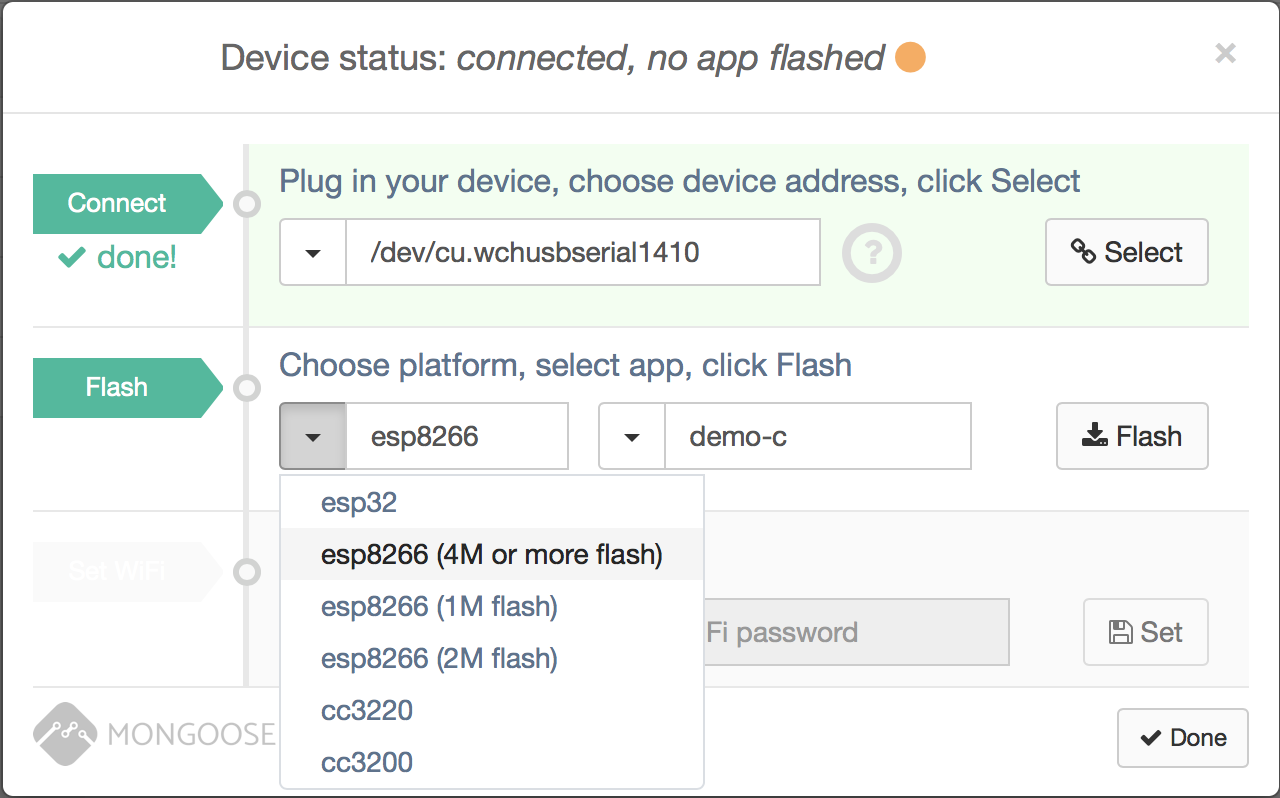 Device status: connected, no app flashed
×
Connect
done!
Plug in your device, choose device address, click Select
/dev/cu.wchusbserial1410
?
Select
Flash
Choose platform, select app, click Flash
esp8266
demo-c
Flash
esp32
esp8266 (4M or more flash)
esp8266 (1M flash)
esp8266 (2M flash)
cc3220
cc3200
Set WiFi
Fi password
Set
MONGOOSE
Done